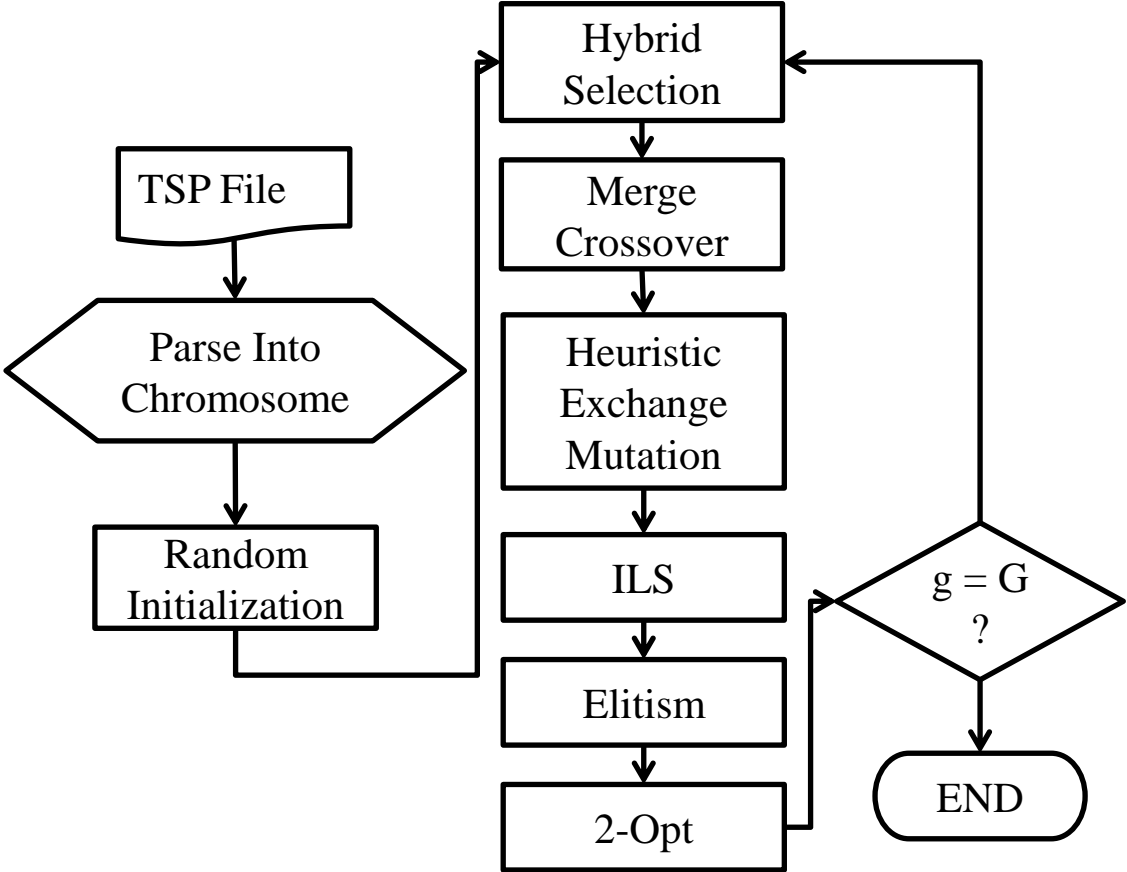 TSP File
Parse Into
Chromosome
Random
Initialization
Hybrid
Selection
Merge
Crossover
Heuristic
Exchange
Mutation
ILS
Elitism
2-Opt
g = G
?
END